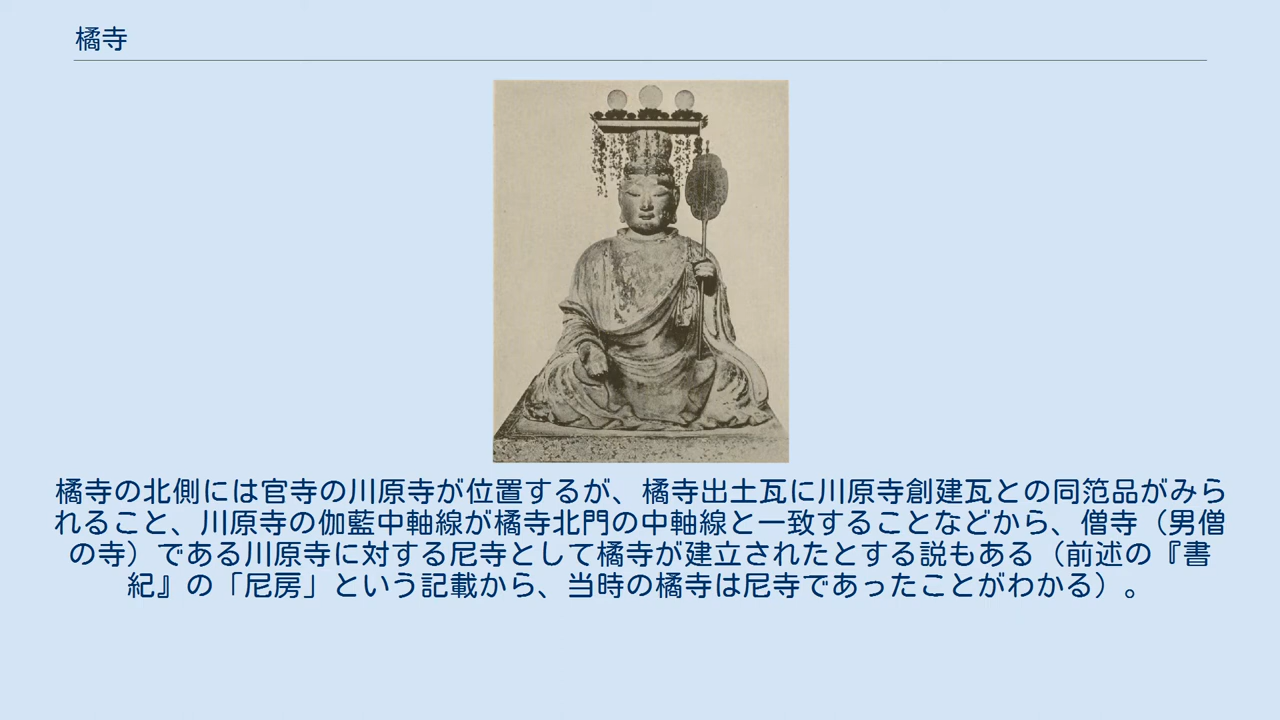 橘寺
橘寺の北側には官寺の川原寺が位置するが、橘寺出土瓦に川原寺創建瓦との同笵品がみら
れること、川原寺の伽藍中軸線が橘寺北門の中軸線と一致することなどから、僧寺（男僧
の寺）である川原寺に対する尼寺として橘寺が建立されたとする説もある（前述の『書
紀』の「尼房」という記載から、当時の橘寺は尼寺であったことがわかる）。